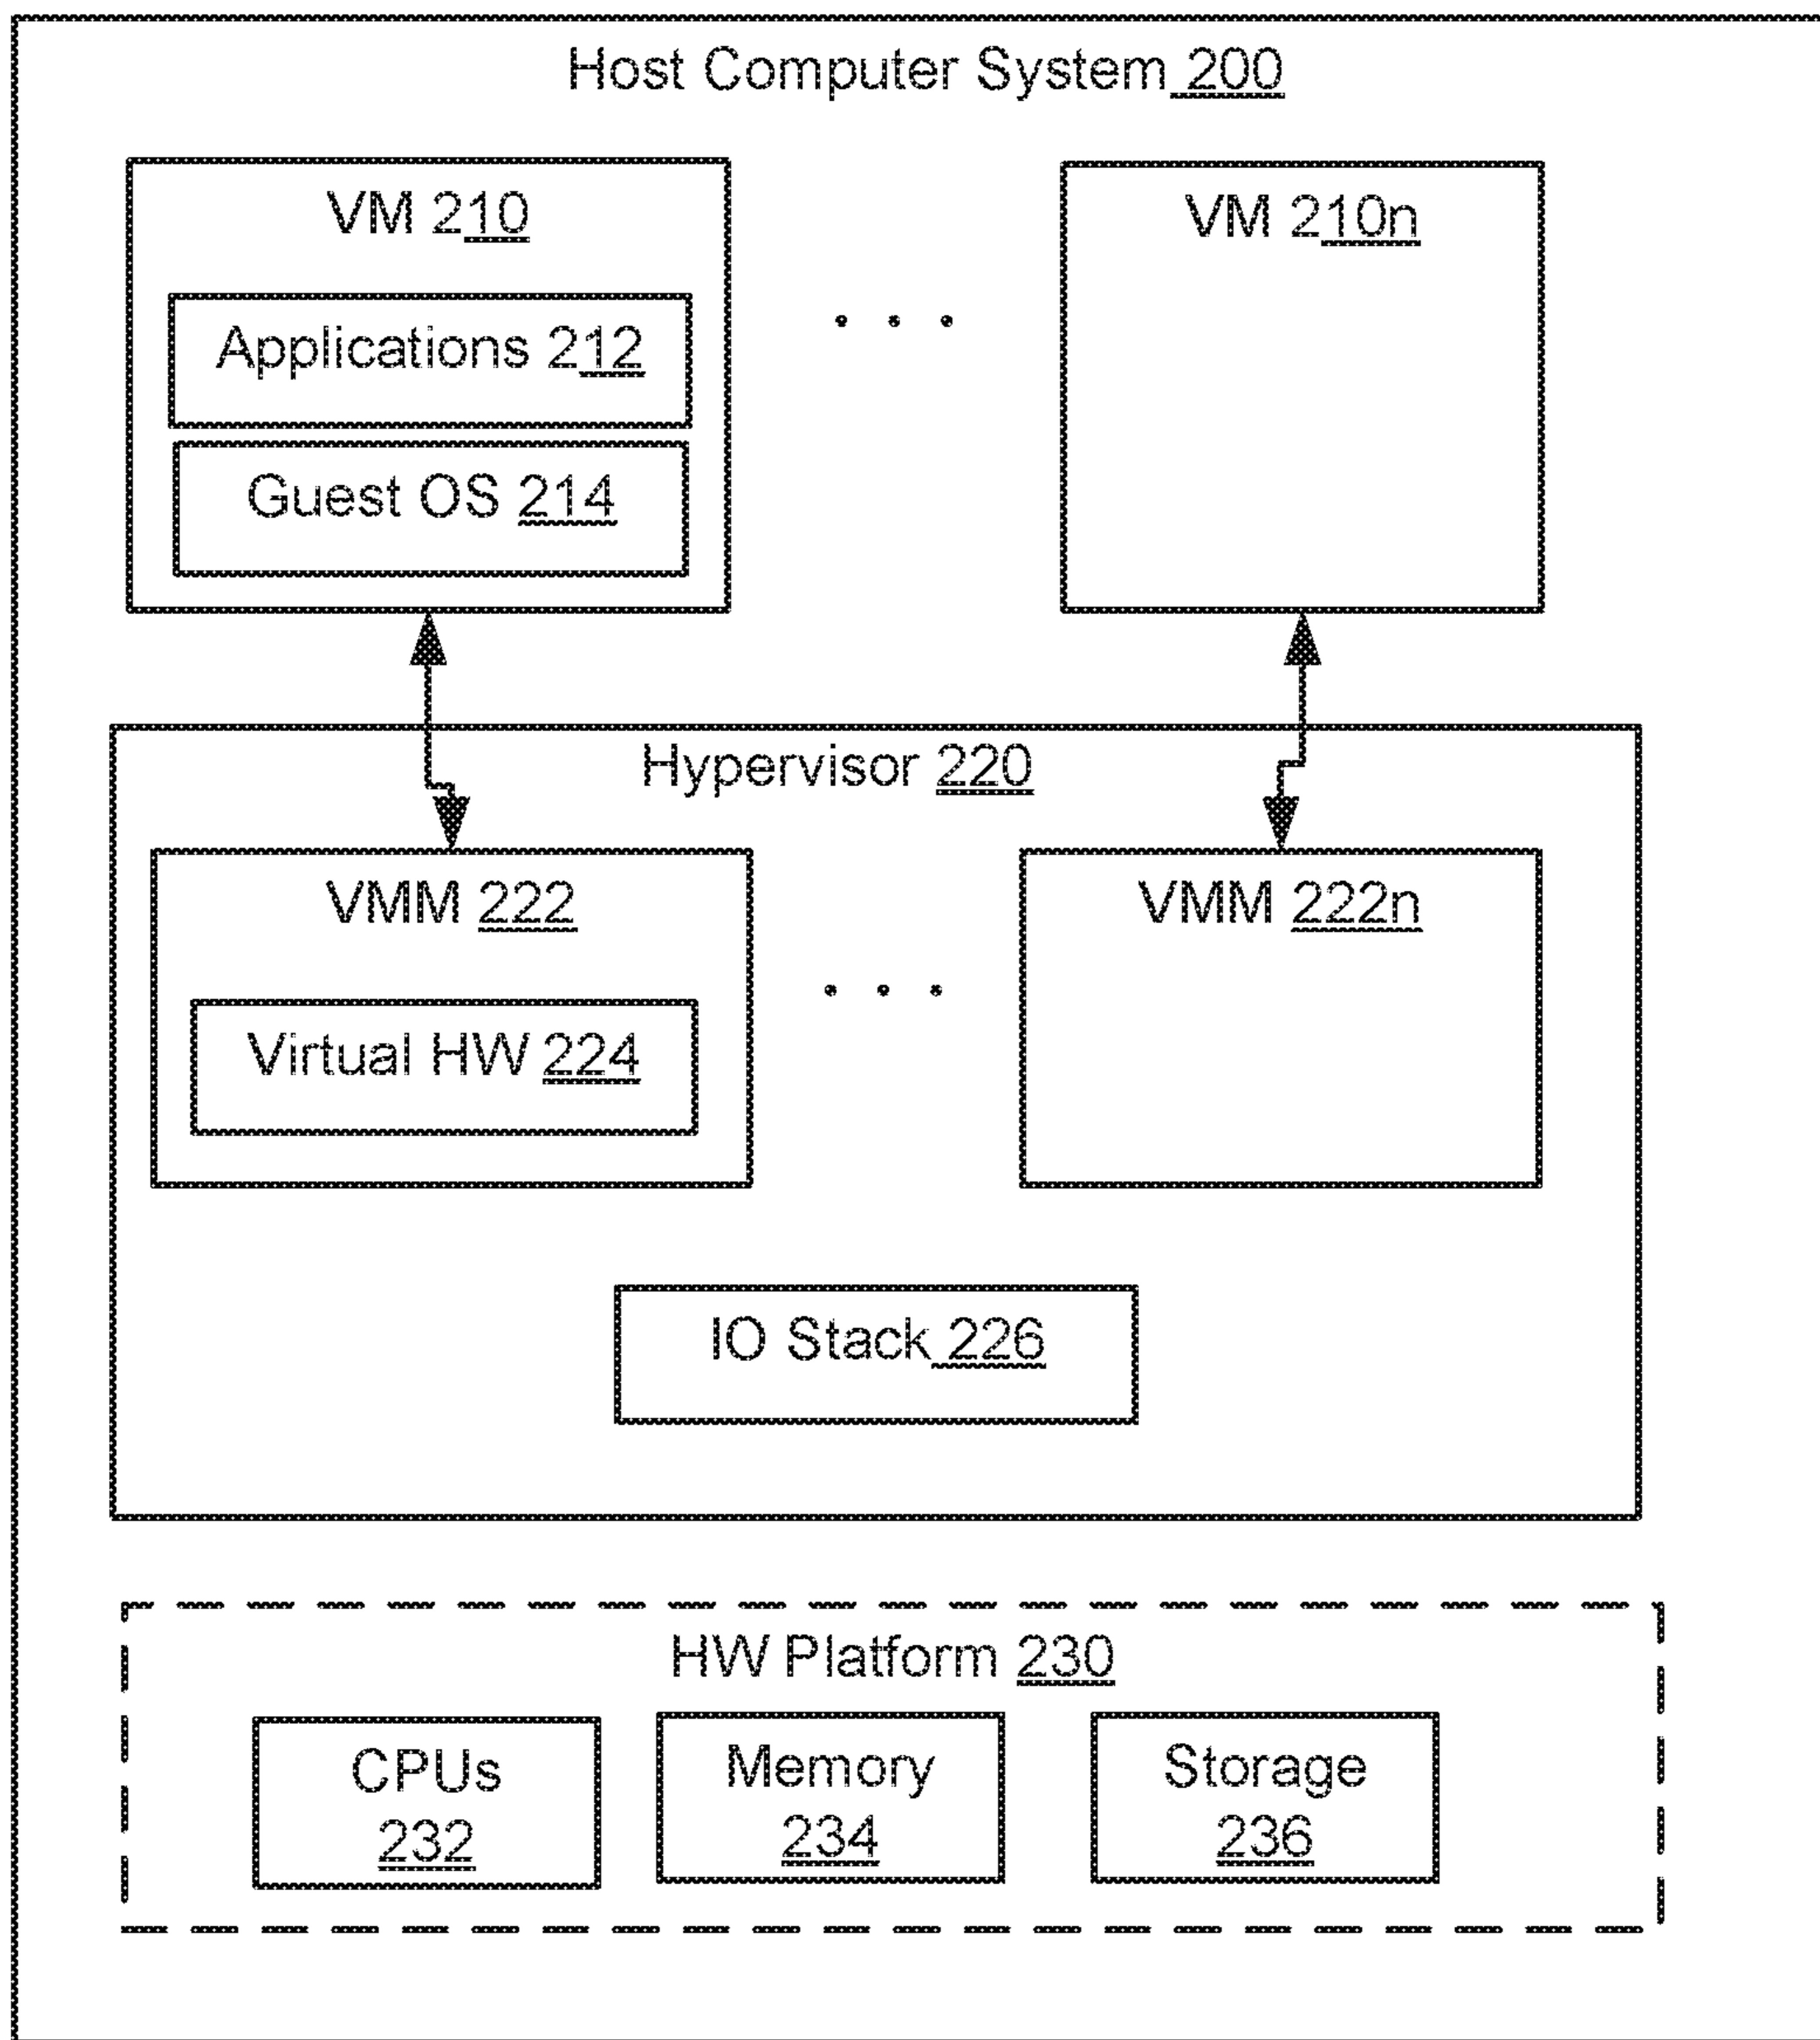 Host Computer System 200
VM 210
VM 210n
Applications 212
Guest OS 214
. . .
Hypervisor 220
VMM 222
VMM 222n
Virtual HW 224
. . .
IO Stack 226
HW Platform 230
CPUs
232
Memory
234
Storage
236